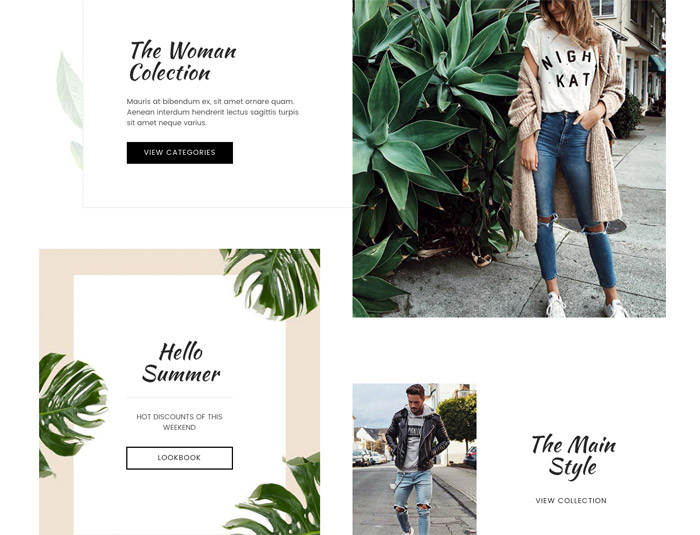 The Woman
Colection
Mauris at bibendum ex, sit amet ornare quam.
Aenean interdum hendrerit lectus sagittis turpis
sit amet neque varius.
VIEW CATEGORIES
NIGH
KAT
Hello
Summer
HOT DISCOUNTS OF THIS
WEEKEND
LOOKBOOK
The Main
Style
VIEW COLLECTION